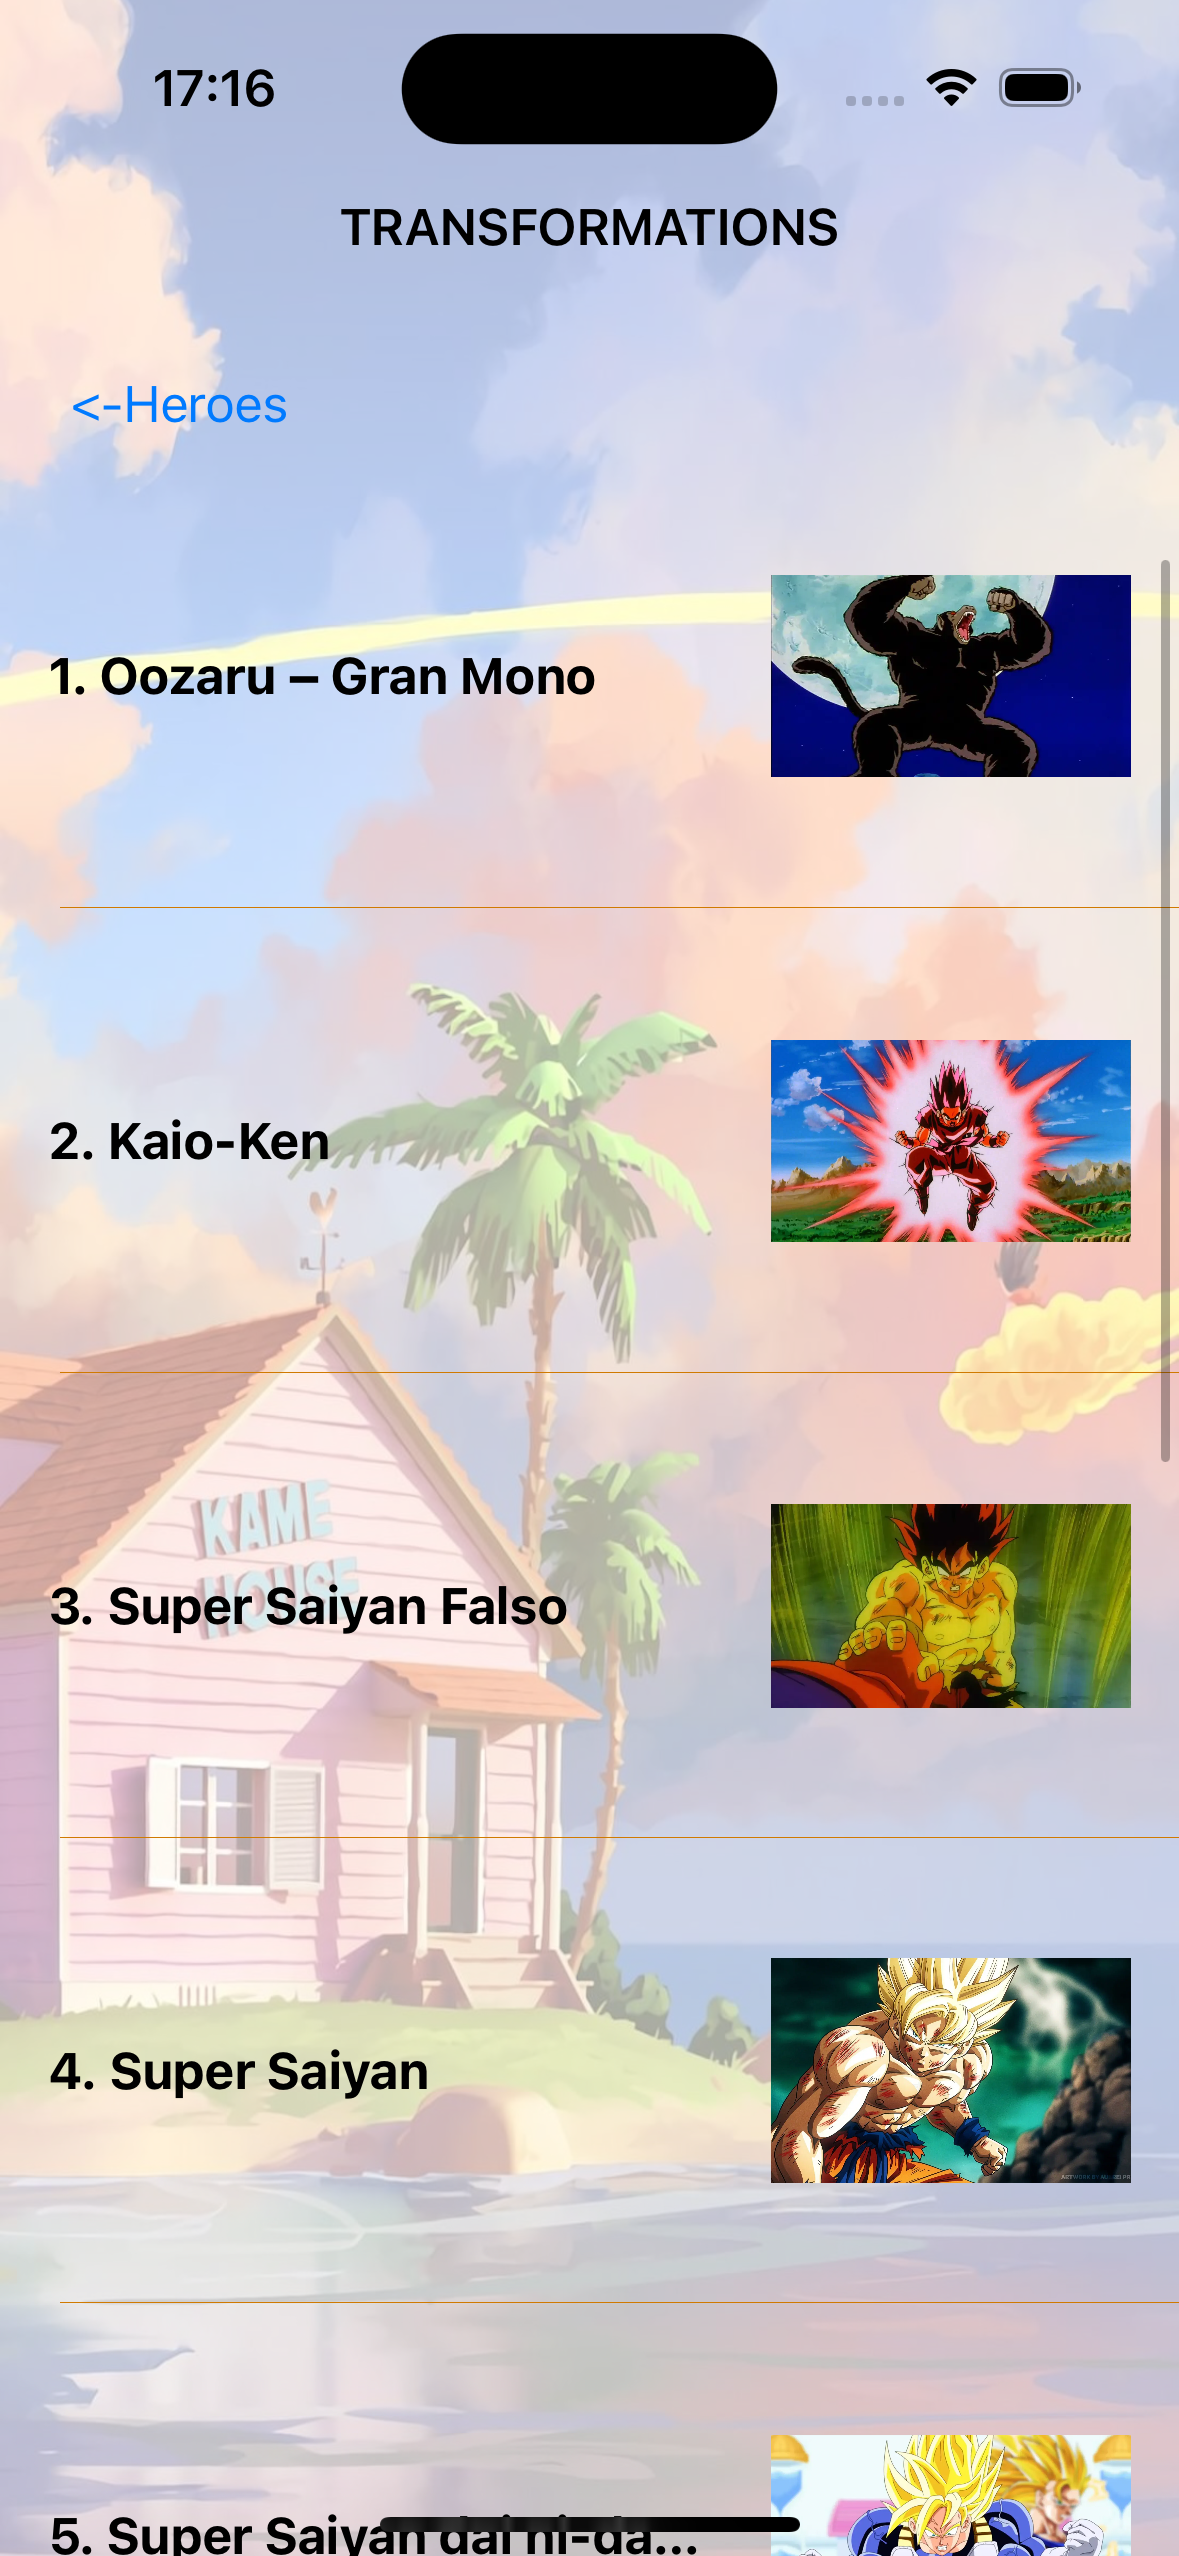 17:16
TRANSFORMATIONS
<-Heroes
1. Oozaru – Gran Mono
2. Kaio-Ken
KAME
HOUSE
3. Super Saiyan Falso
4. Super Saiyan
5. Super Saiyan dai ni-da...